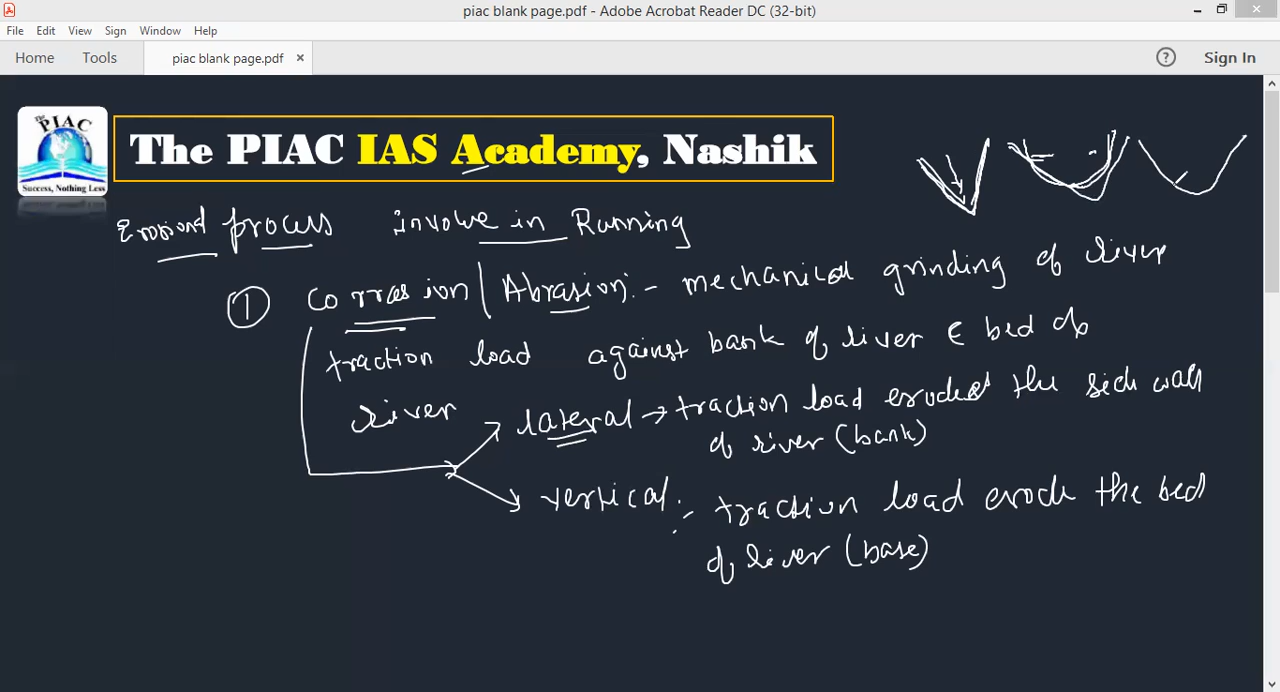 piac blank page.pdf - Adobe Acrobat Reader DC (32-bit)
File Edit View Sign Window Help
Home Tools piac blank page.pdf × ? Sign In
The PIAC
Success, Nothing Less
The PIAC IAS Academy, Nashik
Erosional process involve in Running
① Corrasion | Abrasion:- mechanical grinding of river
traction load against bank of river & bed of
river
lateral → traction load eroded the side wall
of river (bank)
vertical :- traction load erode the bed
of river (base)